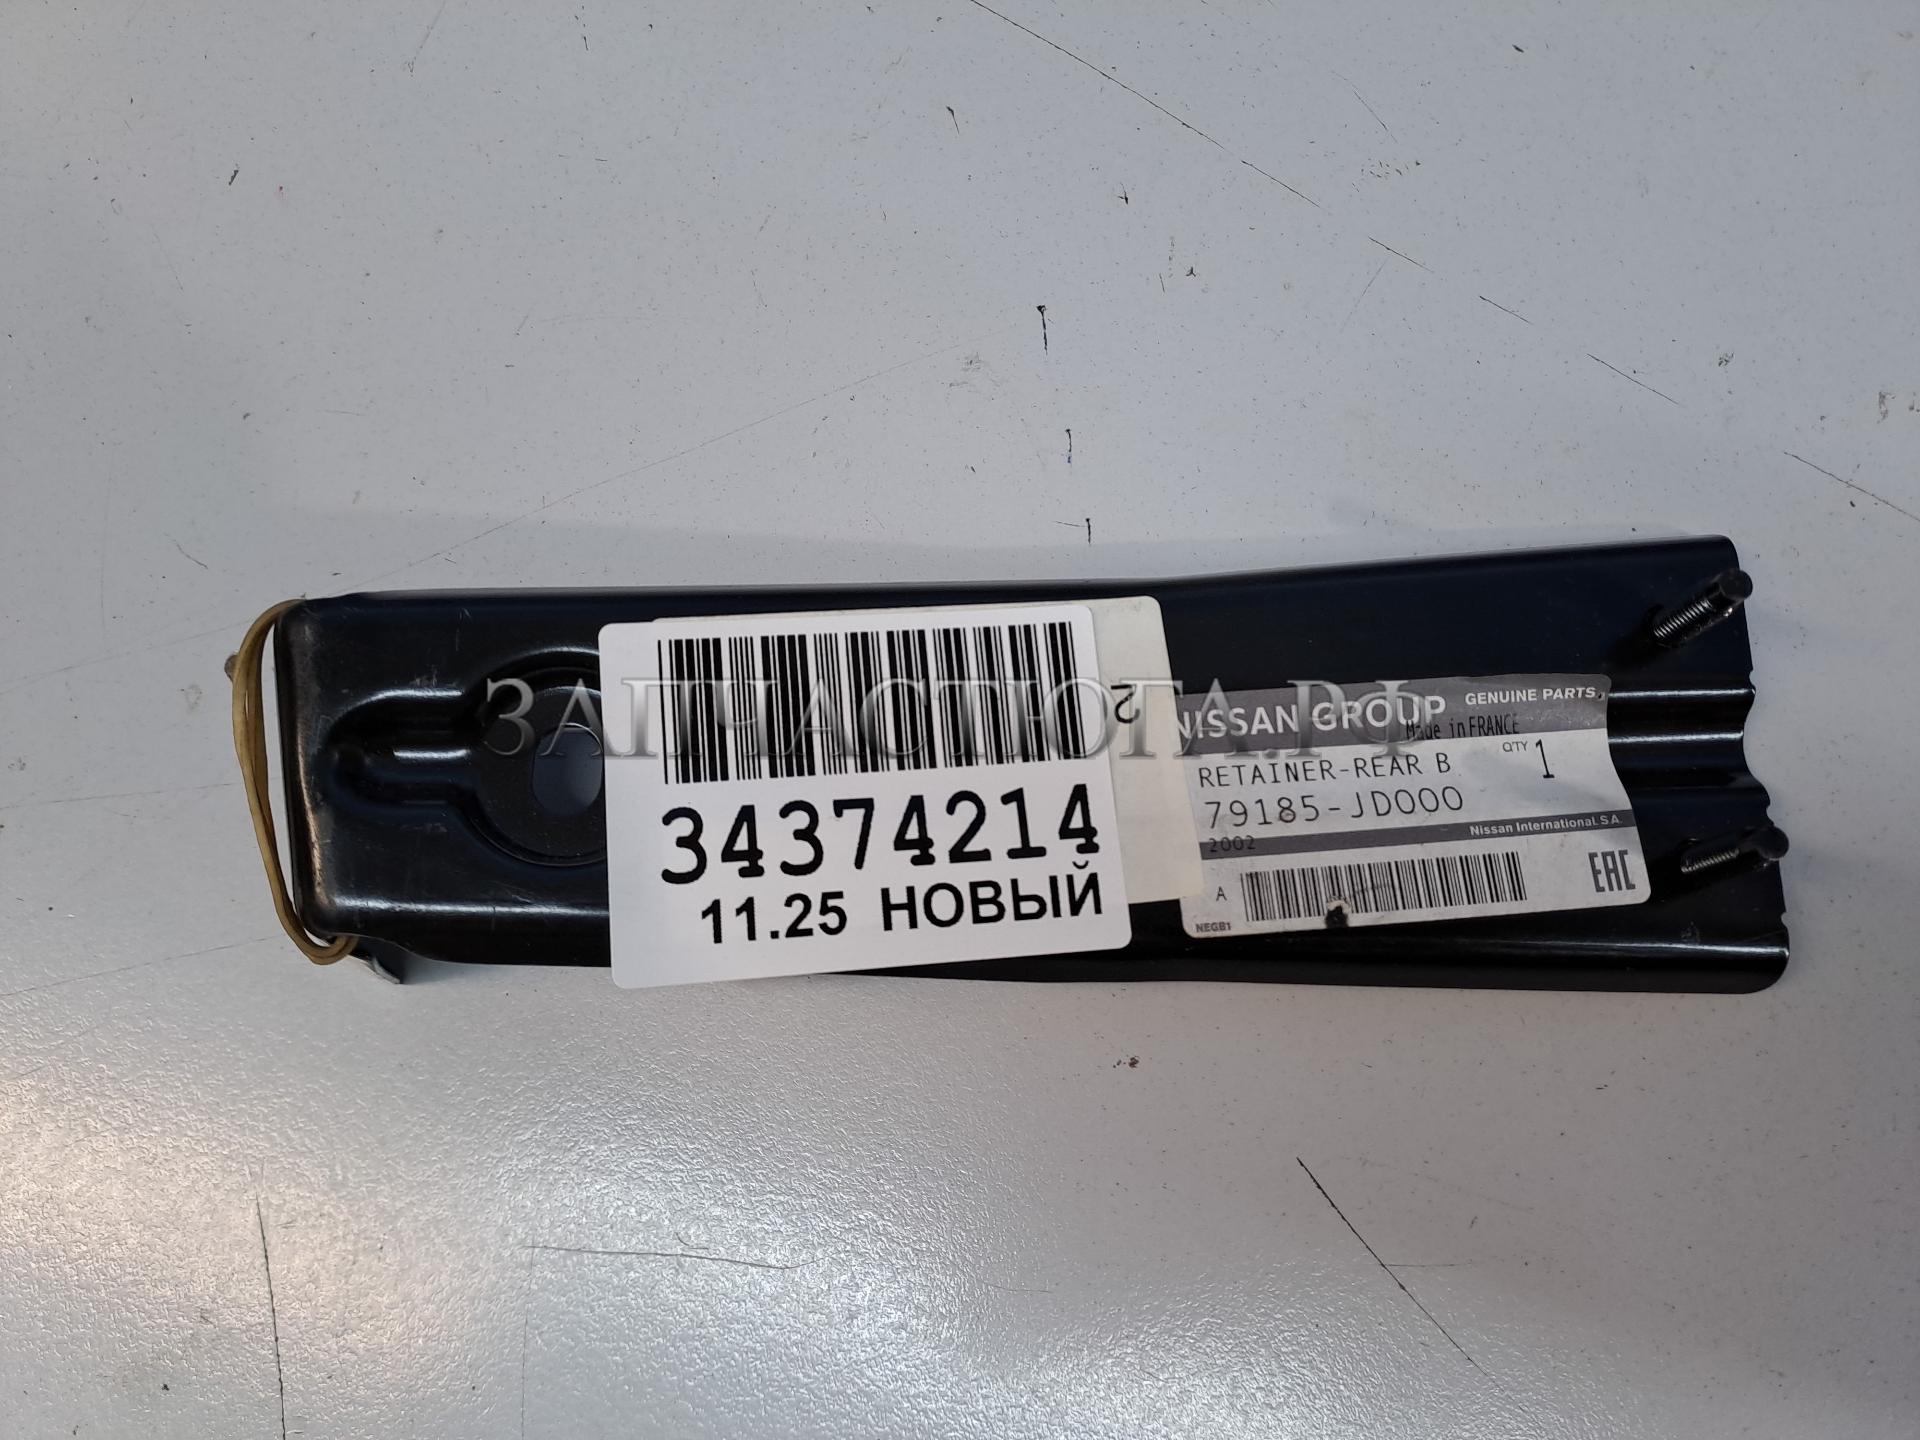 ЗАПЧАСТЮГА.РФ
34374214
11.25 НОВЫЙ
2
NISSAN GROUP GENUINE PARTS
Made in FRANCE
RETAINER-REAR B QTY 1
79185-JD000
Nissan International S.A.
2002
A
EAC
NEGB1